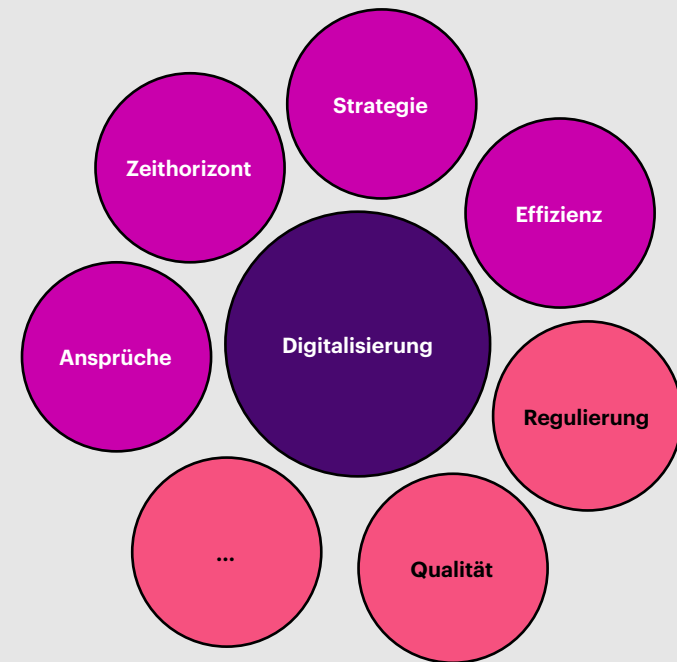 Strategie
Zeithorizont
Effizienz
Digitalisierung
Ansprüche
Regulierung
...
Qualität